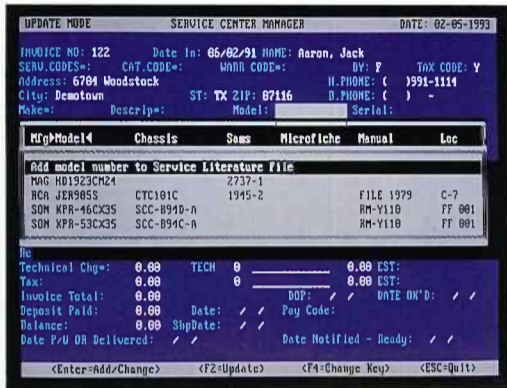 UPDATE MODE SERVICE CENTER MANAGER DATE: 02-05-1993
INVOICE NO: 122 Date In: 06/02/91 NAME: Aaron, Jack
SERV.CODES=: CAT.CODE=: WARR CODE=: BY: F TAX CODE: Y
Address: 6704 Woodstock H.PHONE: ( )991-1114
City: Demotown ST: TX ZIP: 07116 D.PHONE: ( ) -
Make=: Descrip=: Model: Serial:
Mfg▶Model◀ Chassis Sams Microfiche Manual Loc
Add model number to Service Literature File
MAG HD1923CM24 2737-1
RCA JER985S CTC101C 1945-2 FILE 1979 C-7
SON KPR-46CX35 SCC-B94D-A RM-Y110 FF 001
SON KPR-53CX35 SCC-B94C-A RM-Y110 FF 001
Technical Chg=: 0.00 TECH 0 0.00 EST:
Tax: 0.00 0 0.00 EST:
Invoice Total: 0.00 DOP: / / DATE OK'D: / /
Deposit Paid: 0.00 Date: / / Pay Code:
Balance: 0.00 ShpDate: / /
Date P/U OR Delivered: / / Date Notified - Ready: / /
<Enter=Add/Change> <F2=Update> <F4=Change Key> <ESC=Quit>